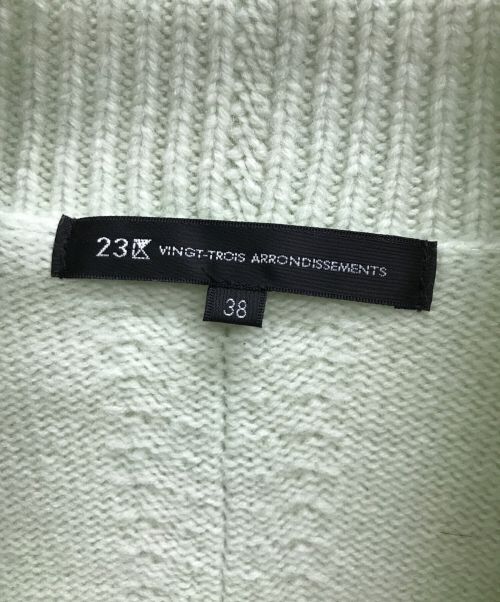 23区 VINGT-TROIS ARRONDISSEMENTS
38